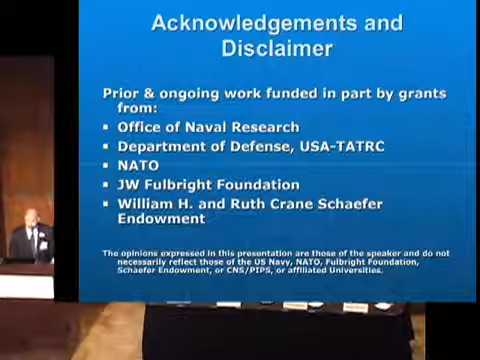 Acknowledgements and
Disclaimer
Prior & ongoing work funded in part by grants
from:
▪ Office of Naval Research
▪ Department of Defense, USA-TATRC
▪ NATO
▪ JW Fulbright Foundation
▪ William H. and Ruth Crane Schaefer
Endowment
The opinions expressed in this presentation are those of the speaker and do not
necessarily reflect those of the US Navy, NATO, Fulbright Foundation,
Schaefer Endowment, or CNS/PIPS, or affiliated Universities.